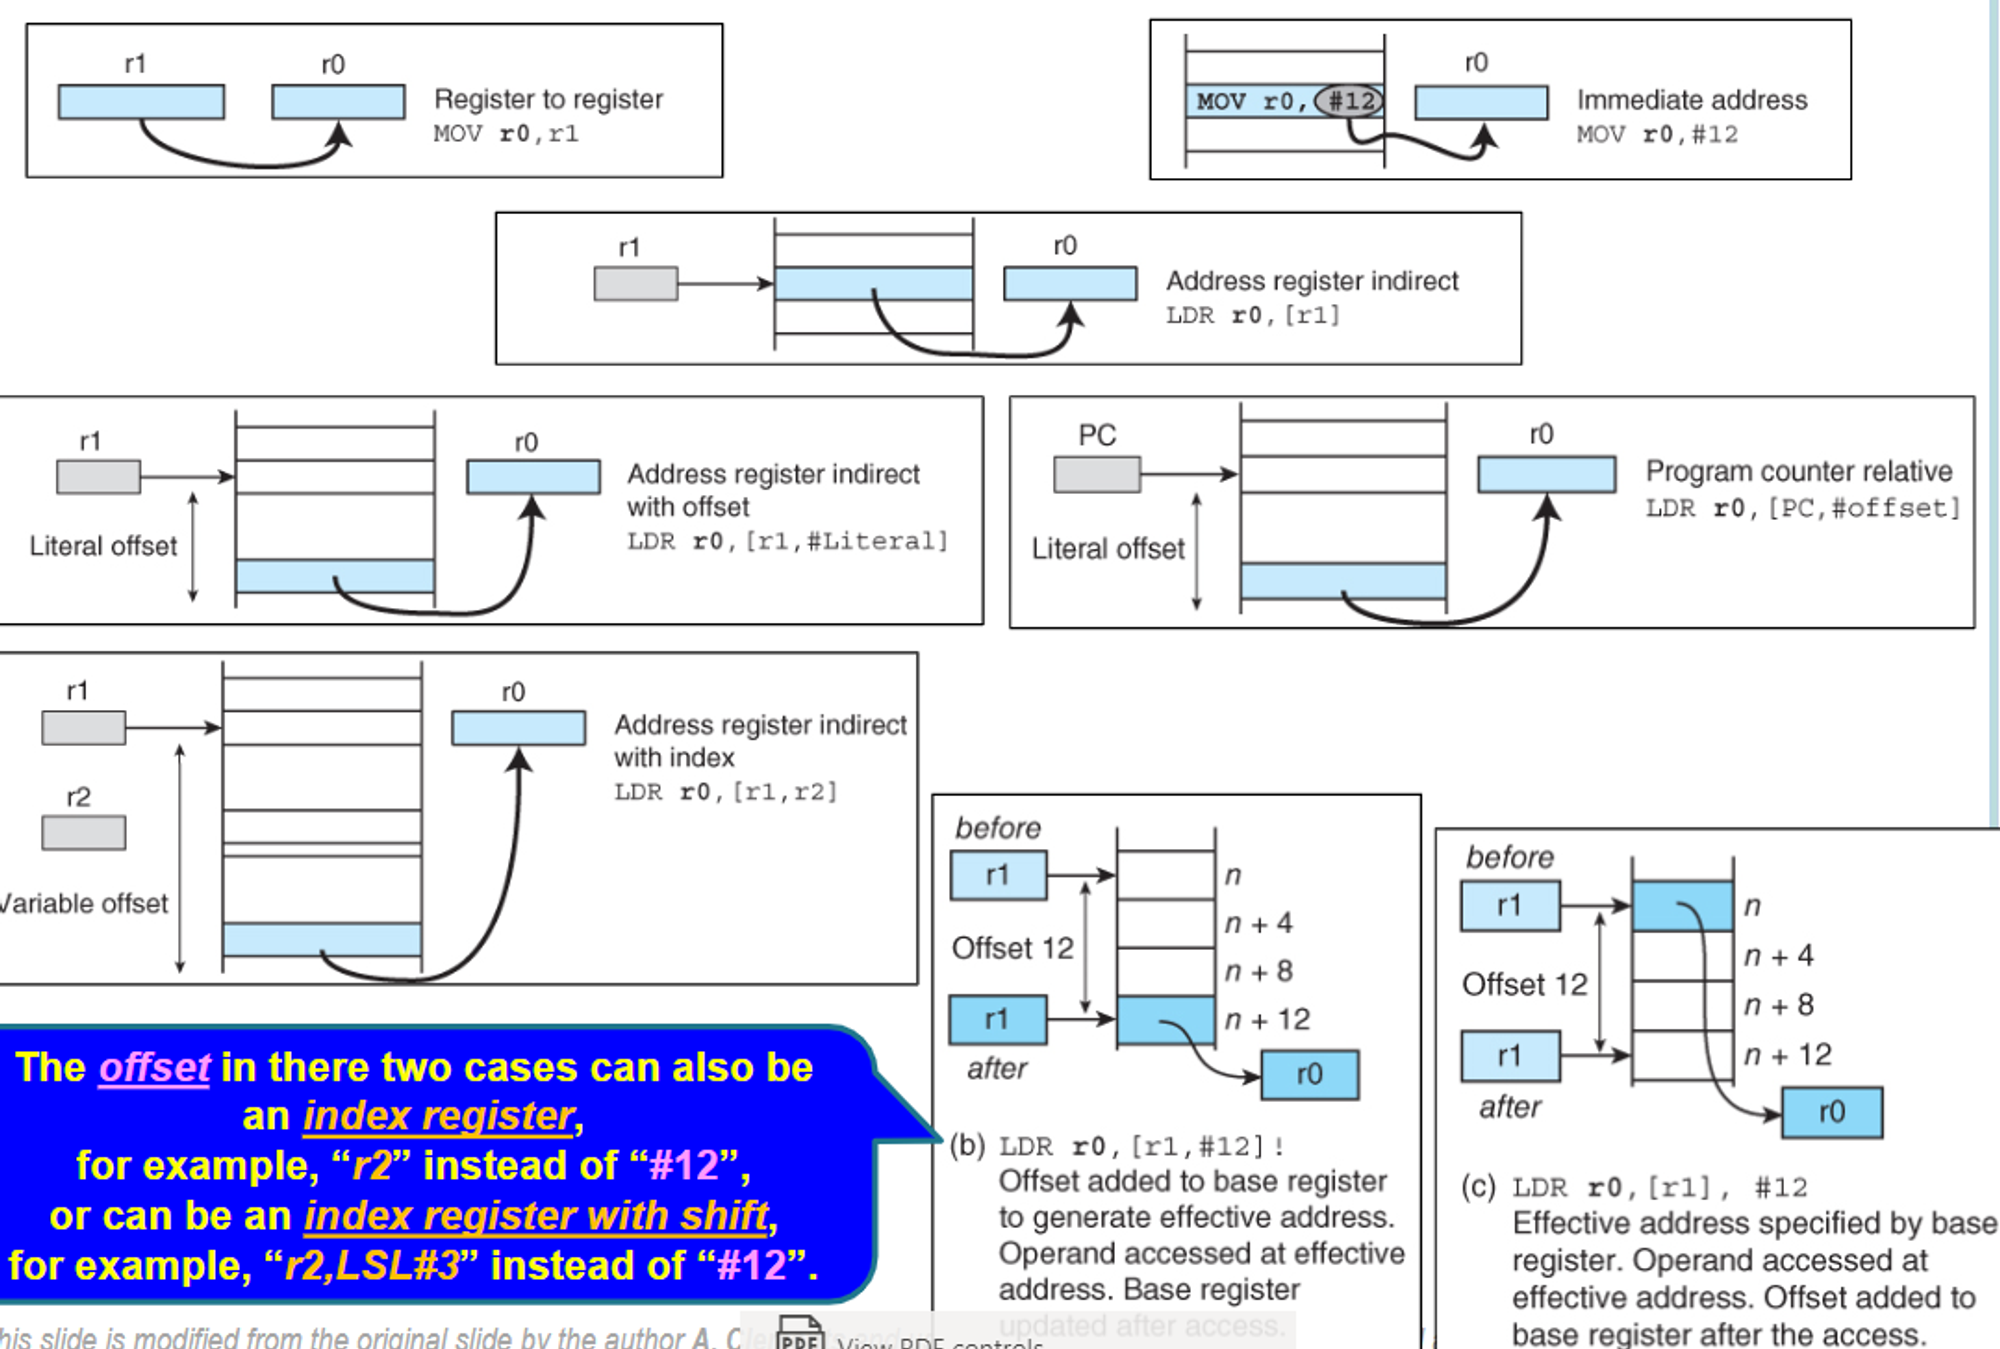 r1
r0
Register to register
MOV r0,r1
MOV r0,#12
r0
Immediate address
MOV r0,#12
r1
r0
Address register indirect
LDR r0,[r1]
r1
r0
Literal offset
Address register indirect
with offset
LDR r0,[r1,#Literal]
PC
r0
Literal offset
Program counter relative
LDR r0,[PC,#offset]
r1
r0
r2
Variable offset
Address register indirect
with index
LDR r0,[r1,r2]
The offset in there two cases can also be
an index register,
for example, “r2” instead of “#12”,
or can be an index register with shift,
for example, “r2,LSL#3” instead of “#12”.
before
r1
n
n + 4
Offset 12
n + 8
r1
n + 12
after
r0
(b) LDR r0,[r1,#12]!
Offset added to base register
to generate effective address.
Operand accessed at effective
address. Base register
updated after access.
before
r1
n
n + 4
Offset 12
n + 8
r1
n + 12
after
r0
(c) LDR r0,[r1], #12
Effective address specified by base
register. Operand accessed at
effective address. Offset added to
base register after the access.
his slide is modified from the original slide by the author A.
PDF View PDF controls